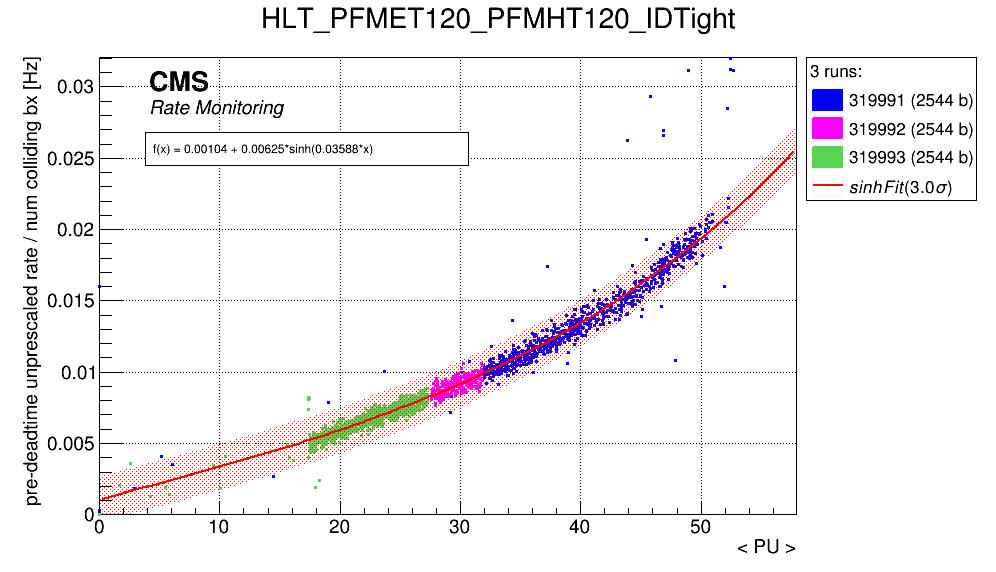 HLT_PFMET120_PFMHT120_IDTight
pre-deadtime unprescaled rate / num colliding bx [Hz]
0.03
0.025
0.02
0.015
0.01
0.005
0
CMS
Rate Monitoring
f(x) = 0.00104 + 0.00625*sinh(0.03588*x)
0 10 20 30 40 50
< PU >
3 runs:
319991 (2544 b)
319992 (2544 b)
319993 (2544 b)
sinhFit(3.0σ)